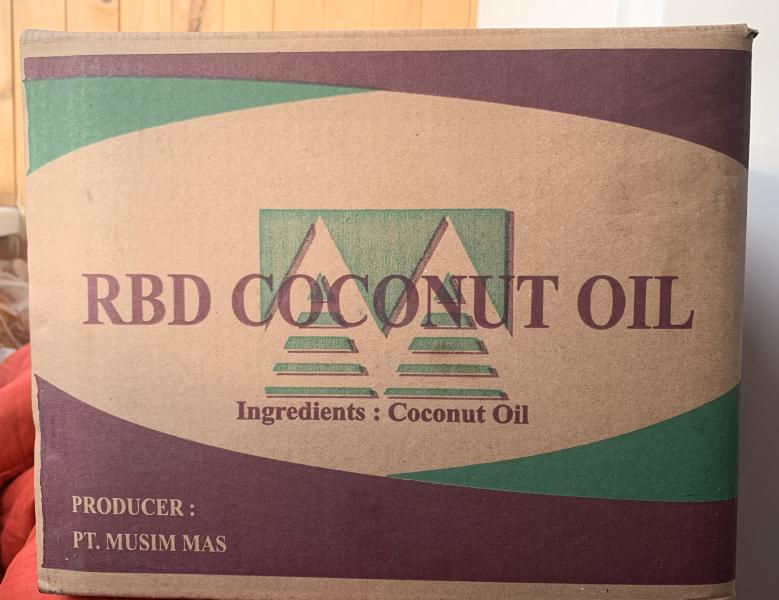 RBD COCONUT OIL
Ingredients : Coconut Oil
PRODUCER :
PT. MUSIM MAS